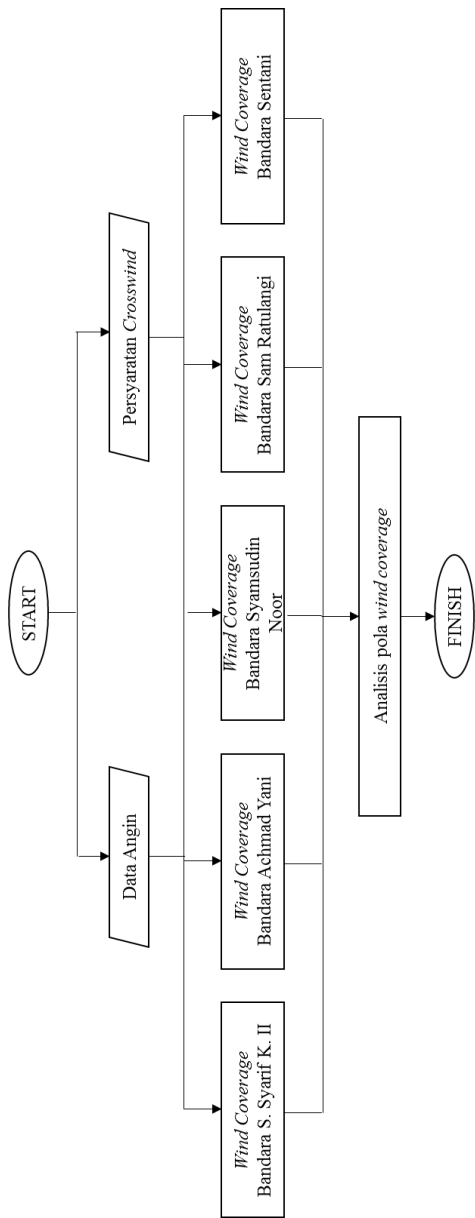 START
Data Angin
Persyaratan Crosswind
Wind Coverage
Bandara S. Syarif K. II
Wind Coverage
Bandara Achmad Yani
Wind Coverage
Bandara Syamsudin
Noor
Wind Coverage
Bandara Sam Ratulangi
Wind Coverage
Bandara Sentani
Analisis pola wind coverage
FINISH